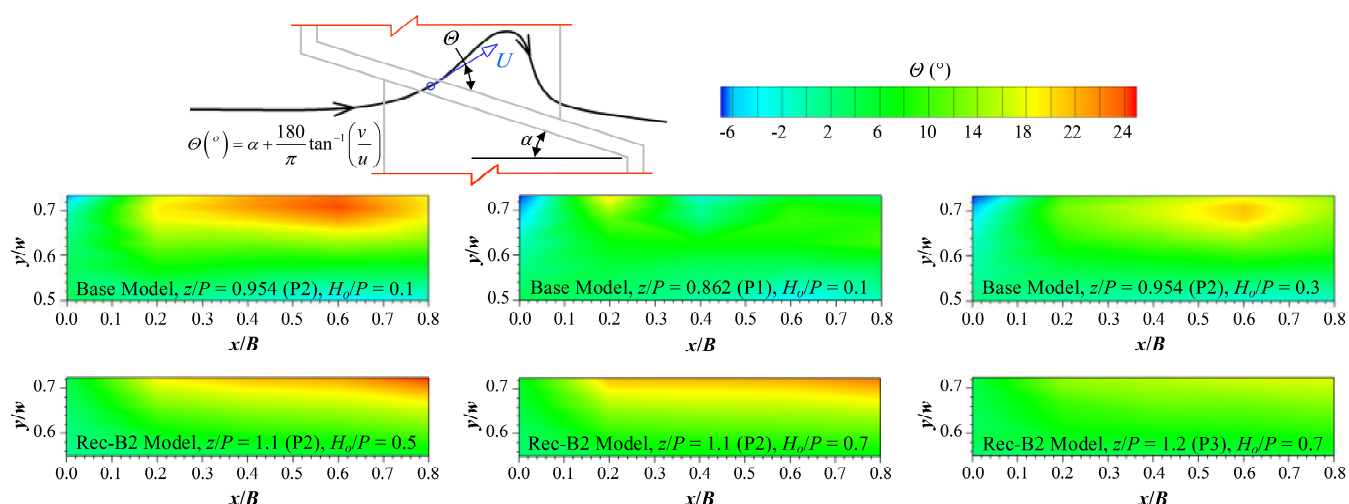 Θ
U
Θ(°) = α + 180/π tan⁻¹(v/u)
α
Θ (°)
-6 -2 2 6 10 14 18 22 24
y/w
0.7
0.6
0.5
Base Model, z/P = 0.954 (P2), Hₒ/P = 0.1
0.0 0.1 0.2 0.3 0.4 0.5 0.6 0.7 0.8
x/B
y/w
0.7
0.6
0.5
Base Model, z/P = 0.862 (P1), Hₒ/P = 0.1
0.0 0.1 0.2 0.3 0.4 0.5 0.6 0.7 0.8
x/B
y/w
0.7
0.6
0.5
Base Model, z/P = 0.954 (P2), Hₒ/P = 0.3
0.0 0.1 0.2 0.3 0.4 0.5 0.6 0.7 0.8
x/B
y/w
0.7
0.6
Rec-B2 Model, z/P = 1.1 (P2), Hₒ/P = 0.5
0.0 0.1 0.2 0.3 0.4 0.5 0.6 0.7 0.8
x/B
y/w
0.7
0.6
Rec-B2 Model, z/P = 1.1 (P2), Hₒ/P = 0.7
0.0 0.1 0.2 0.3 0.4 0.5 0.6 0.7 0.8
x/B
y/w
0.7
0.6
Rec-B2 Model, z/P = 1.2 (P3), Hₒ/P = 0.7
0.0 0.1 0.2 0.3 0.4 0.5 0.6 0.7 0.8
x/B